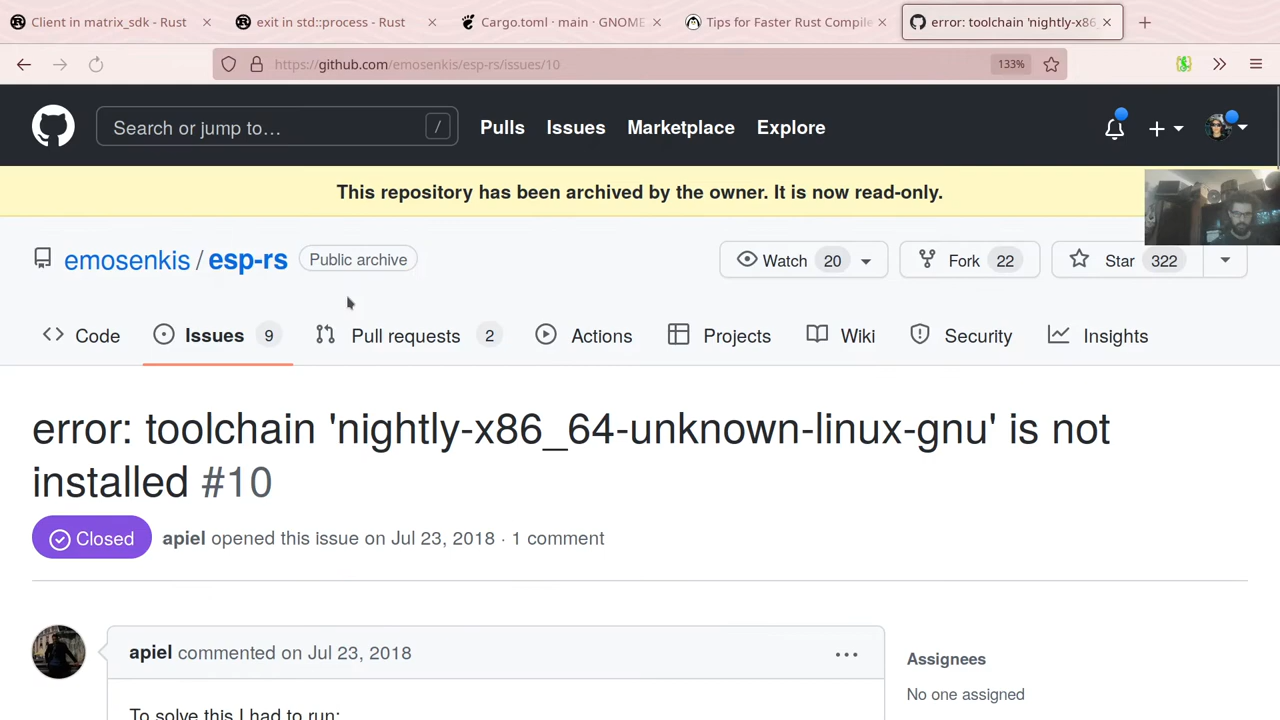 Client in matrix_sdk - Rust
exit in std::process - Rust
Cargo.toml · main · GNOME
Tips for Faster Rust Compile
error: toolchain 'nightly-x86
https://github.com/emosenkis/esp-rs/issues/10
133%
Search or jump to…
/
Pulls
Issues
Marketplace
Explore
This repository has been archived by the owner. It is now read-only.
emosenkis / esp-rs
Public archive
Watch 20
Fork 22
Star 322
Code
Issues 9
Pull requests 2
Actions
Projects
Wiki
Security
Insights
error: toolchain 'nightly-x86_64-unknown-linux-gnu' is not
installed #10
Closed
apiel opened this issue on Jul 23, 2018 · 1 comment
apiel commented on Jul 23, 2018
Assignees
No one assigned
To solve this I had to run: